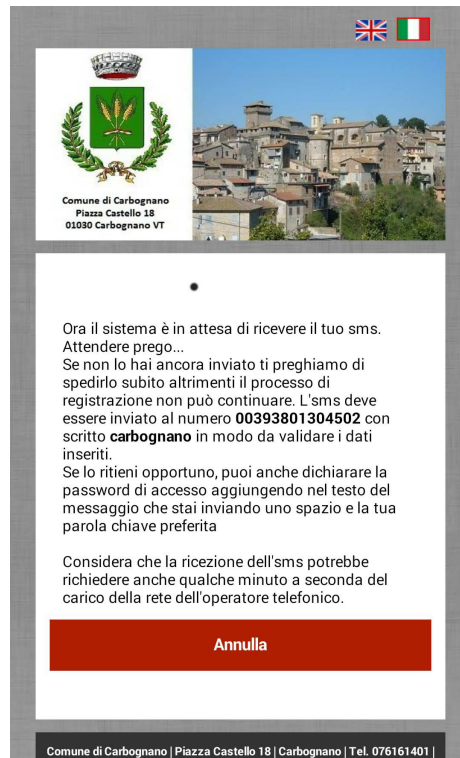 Comune di Carbognano
Piazza Castello 18
01030 Carbognano VT
Ora il sistema è in attesa di ricevere il tuo sms.
Attendere prego...
Se non lo hai ancora inviato ti preghiamo di
spedirlo subito altrimenti il processo di
registrazione non può continuare. L'sms deve
essere inviato al numero 00393801304502 con
scritto carbognano in modo da validare i dati
inseriti.
Se lo ritieni opportuno, puoi anche dichiarare la
password di accesso aggiungendo nel testo del
messaggio che stai inviando uno spazio e la tua
parola chiave preferita
Considera che la ricezione dell'sms potrebbe
richiedere anche qualche minuto a seconda del
carico della rete dell'operatore telefonico.
Annulla
Comune di Carbognano | Piazza Castello 18 | Carbognano | Tel. 076161401 |